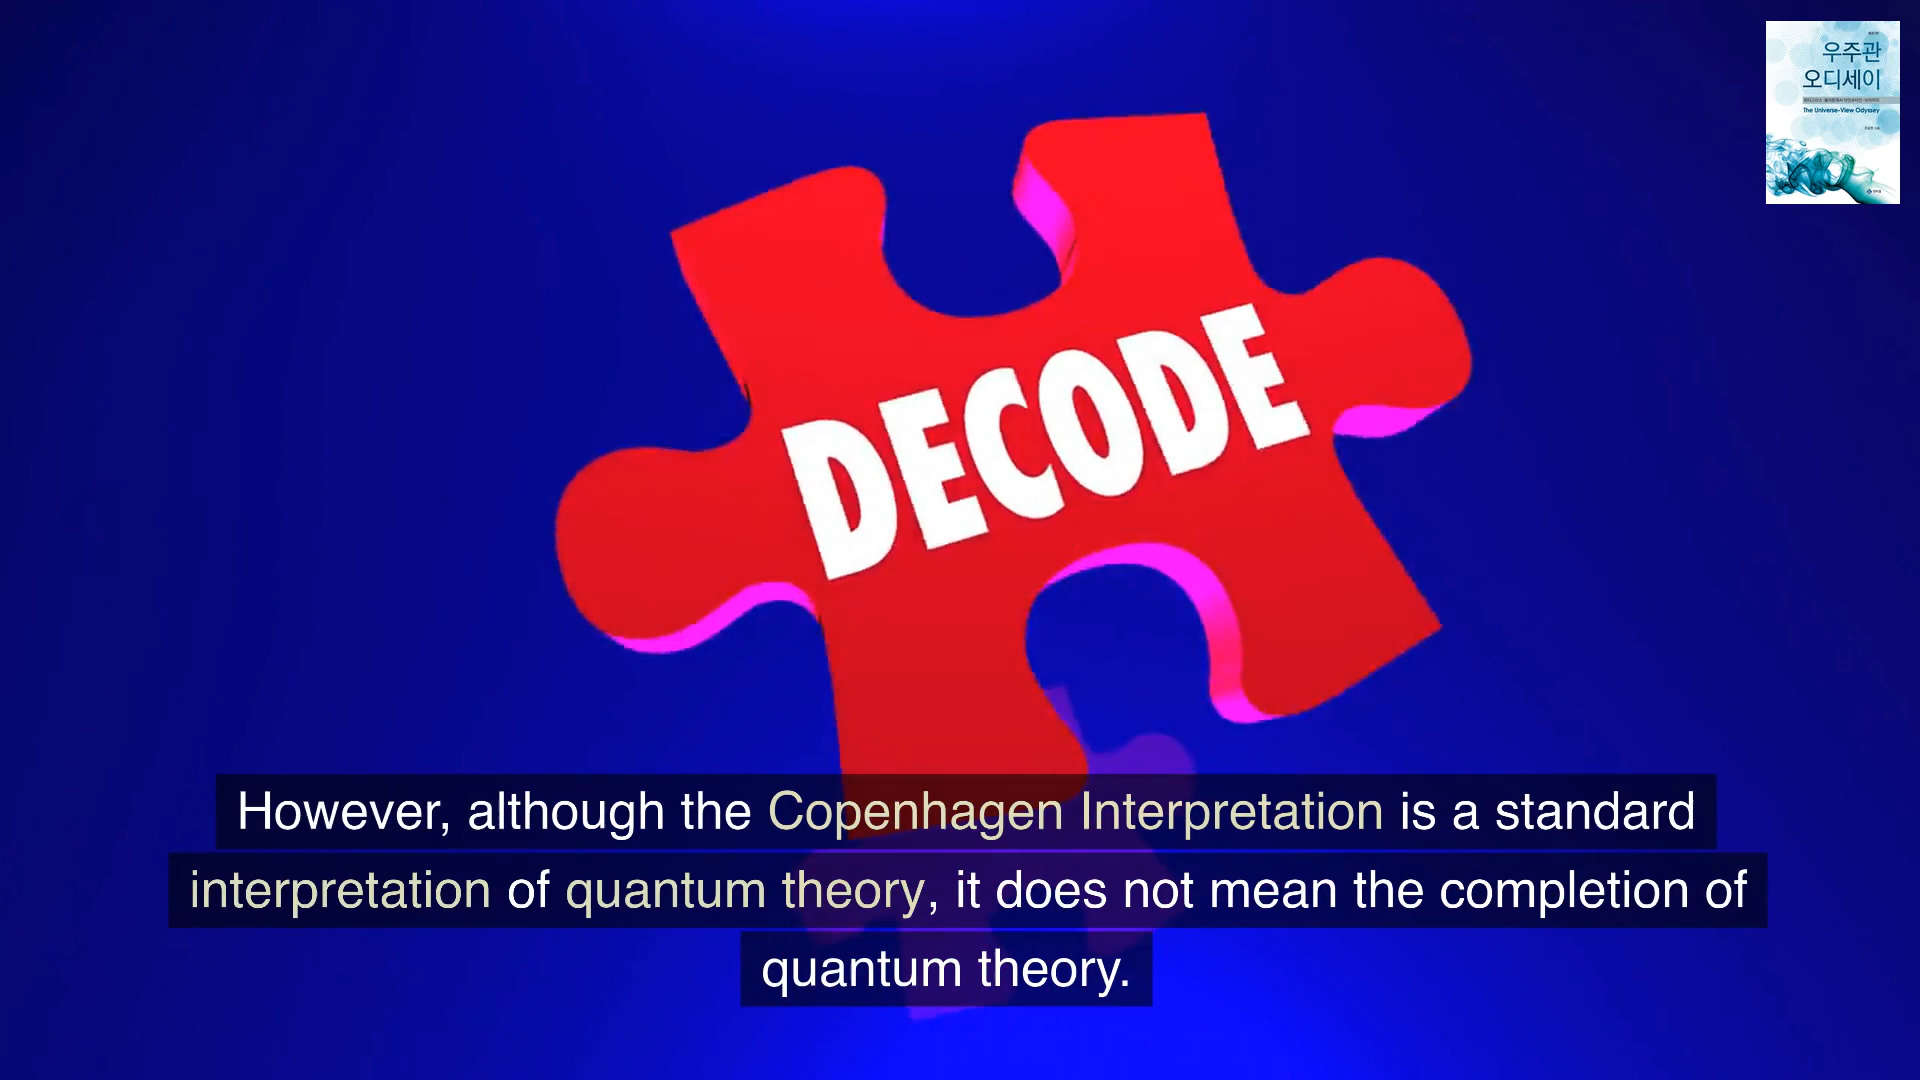 우주관
오디세이
The Universe-View Odyssey
DECODE
However, although the Copenhagen Interpretation is a standard
interpretation of quantum theory, it does not mean the completion of
quantum theory.